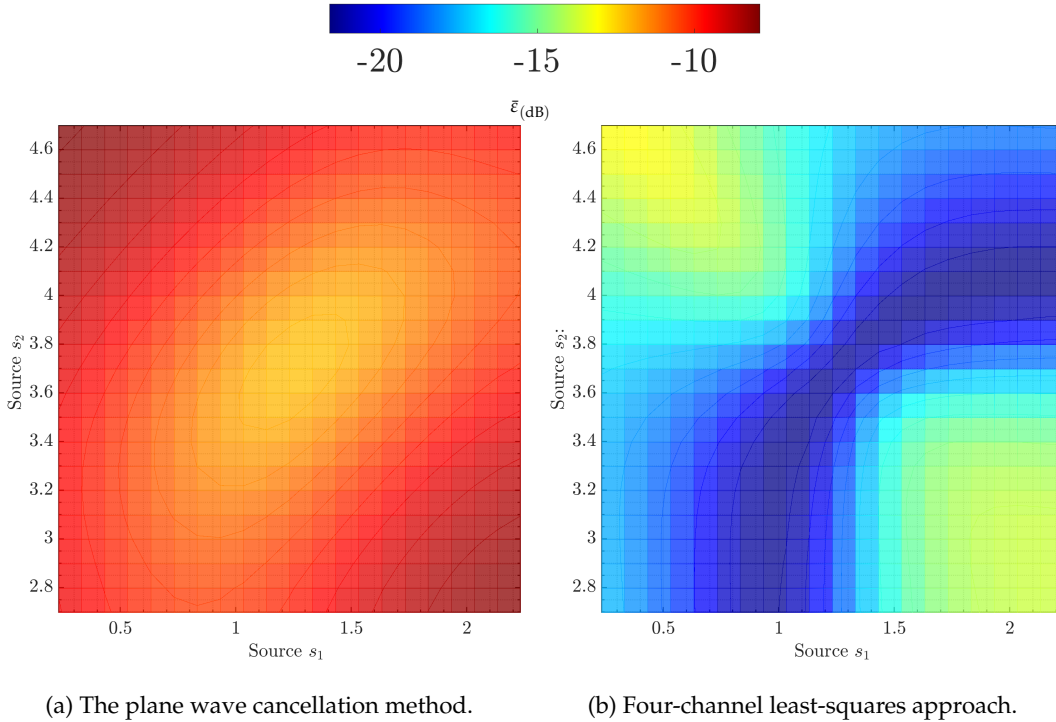 -20 -15 -10
ε̄(dB)
4.6
4.4
4.2
4
3.8
3.6
3.4
3.2
3
2.8
Source s₂
0.5 1 1.5 2
Source s₁
4.6
4.4
4.2
4
3.8
3.6
3.4
3.2
3
2.8
Source s₂:
0.5 1 1.5 2
Source s₁
(a) The plane wave cancellation method.
(b) Four-channel least-squares approach.